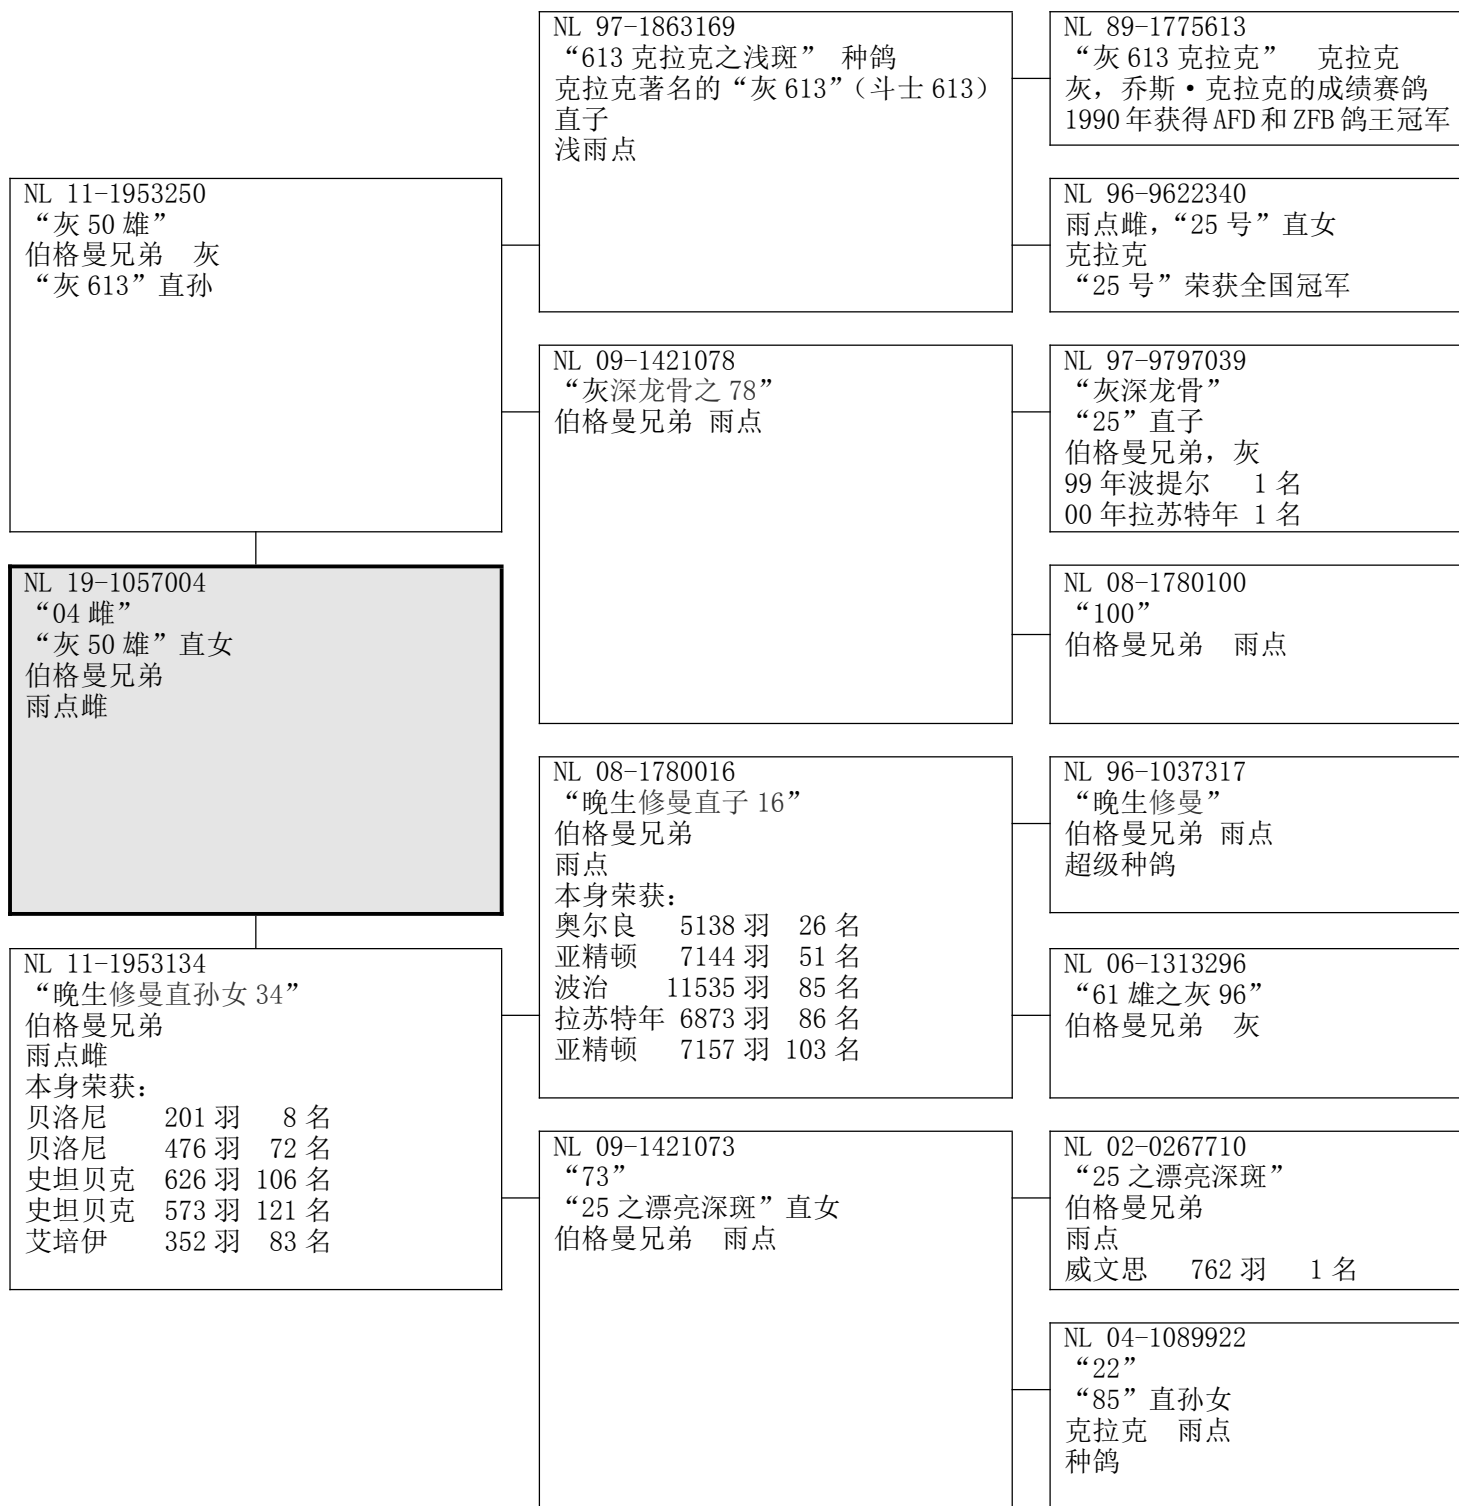 NL 11-1953250
“灰 50 雄”
伯格曼兄弟 灰
“灰 613”直孙
NL 19-1057004
“04 雌”
“灰 50 雄”直女
伯格曼兄弟
雨点雌
NL 11-1953134
“晚生修曼直孙女 34”
伯格曼兄弟
雨点雌
本身荣获：
贝洛尼 201 羽 8 名
贝洛尼 476 羽 72 名
史坦贝克 626 羽 106 名
史坦贝克 573 羽 121 名
艾培伊 352 羽 83 名
NL 97-1863169
“613 克拉克之浅斑” 种鸽
克拉克著名的“灰 613”（斗士 613）
直子
浅雨点
NL 09-1421078
“灰深龙骨之 78”
伯格曼兄弟 雨点
NL 08-1780016
“晚生修曼直子 16”
伯格曼兄弟
雨点
本身荣获：
奥尔良 5138 羽 26 名
亚精顿 7144 羽 51 名
波治 11535 羽 85 名
拉苏特年 6873 羽 86 名
亚精顿 7157 羽 103 名
NL 09-1421073
“73”
“25 之漂亮深斑”直女
伯格曼兄弟 雨点
NL 89-1775613
“灰 613 克拉克” 克拉克
灰，乔斯·克拉克的成绩赛鸽
1990 年获得 AFD 和 ZFB 鸽王冠军
NL 96-9622340
雨点雌，“25 号”直女
克拉克
“25 号”荣获全国冠军
NL 97-9797039
“灰深龙骨”
“25”直子
伯格曼兄弟，灰
99 年波提尔 1 名
00 年拉苏特年 1 名
NL 08-1780100
“100”
伯格曼兄弟 雨点
NL 96-1037317
“晚生修曼”
伯格曼兄弟 雨点
超级种鸽
NL 06-1313296
“61 雄之灰 96”
伯格曼兄弟 灰
NL 02-0267710
“25 之漂亮深斑”
伯格曼兄弟
雨点
威文思 762 羽 1 名
NL 04-1089922
“22”
“85”直孙女
克拉克 雨点
种鸽